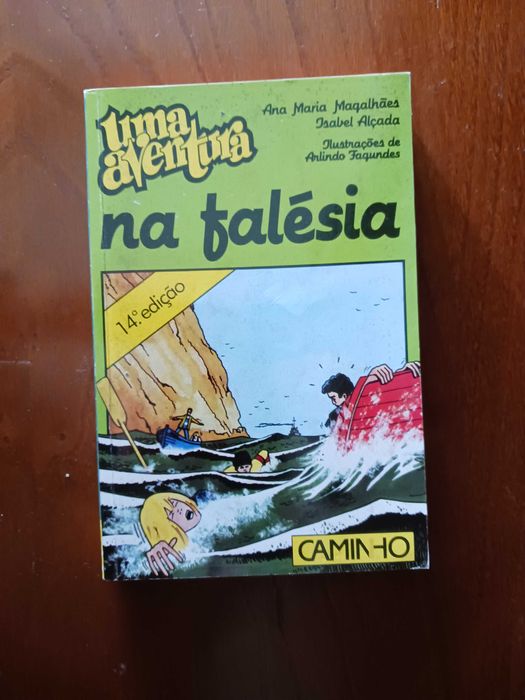 uma
aventura
Ana Maria Magalhães
Isabel Alçada
Ilustrações de
Arlindo Fagundes
na falésia
14.ª edição
CAMINHO